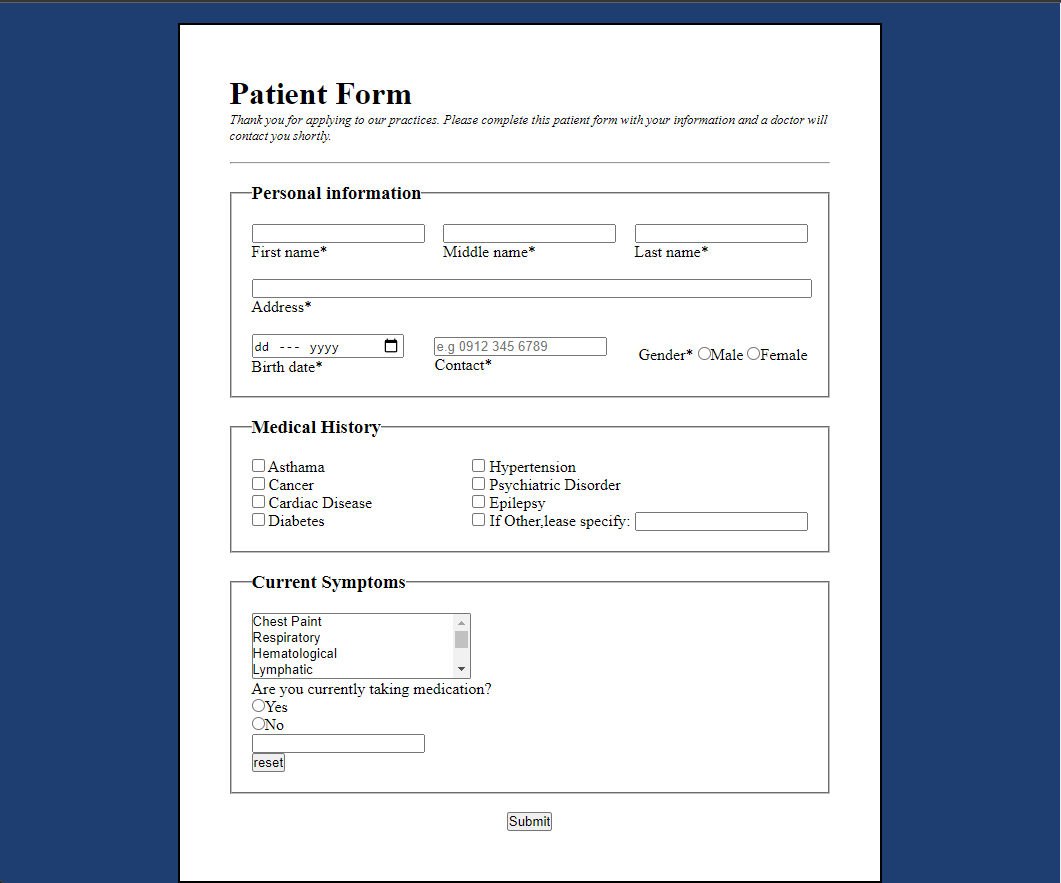 Patient Form
Thank you for applying to our practices. Please complete this patient form with your information and a doctor will
contact you shortly.
Personal information
First name* Middle name* Last name*
Address*
dd --- yyyy e.g 0912 345 6789 Gender* Male Female
Birth date* Contact*
Medical History
Asthama Hypertension
Cancer Psychiatric Disorder
Cardiac Disease Epilepsy
Diabetes If Other,lease specify:
Current Symptoms
Chest Paint
Respiratory
Hematological
Lymphatic
Are you currently taking medication?
Yes
No
reset
Submit